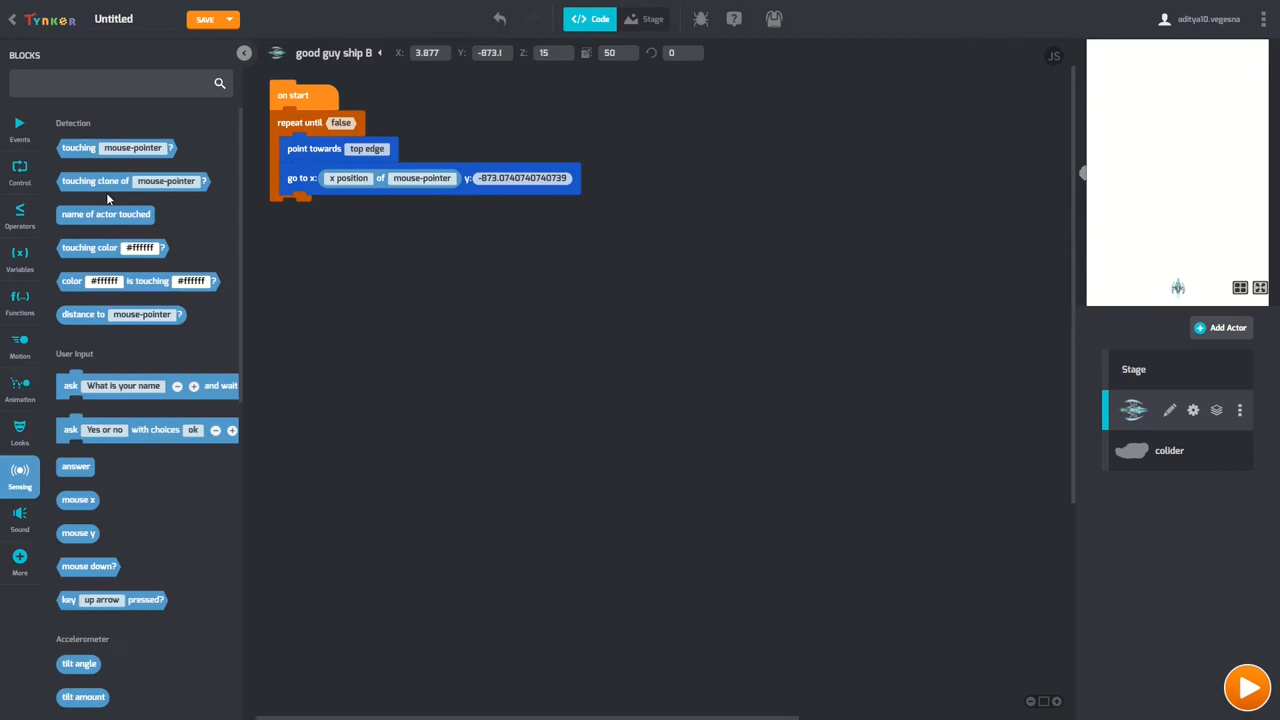 TYNKER Untitled SAVE </> Code Stage aditya10.vegesna
BLOCKS good guy ship B X: 3.877 Y: -873.( Z: 15 50 0 JS
Events
Control
Operators
Variables
Functions
Motion
Animation
Looks
Sensing
Sound
More
Detection
touching mouse-pointer ?
touching clone of mouse-pointer ?
name of actor touched
touching color #ffffff ?
color #ffffff is touching #ffffff ?
distance to mouse-pointer ?
User Input
ask What is your name and wait
ask Yes or no with choices ok
answer
mouse x
mouse y
mouse down?
key up arrow pressed?
Accelerometer
tilt angle
tilt amount
on start
repeat until false
point towards top edge
go to x: x position of mouse-pointer y: -873.0740740740739
Add Actor
Stage
colider